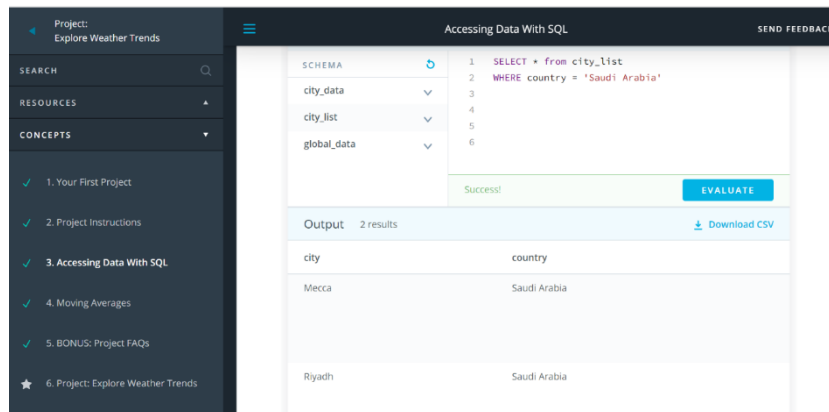 Project:
Explore Weather Trends
SEARCH
RESOURCES
CONCEPTS
1. Your First Project
2. Project Instructions
3. Accessing Data With SQL
4. Moving Averages
5. BONUS: Project FAQs
6. Project: Explore Weather Trends
Accessing Data With SQL
SEND FEEDBACK
SCHEMA
city_data
city_list
global_data
1 SELECT * from city_list
2 WHERE country = 'Saudi Arabia'
3
4
5
6
Success!
EVALUATE
Output 2 results
Download CSV
city country
Mecca Saudi Arabia
Riyadh Saudi Arabia